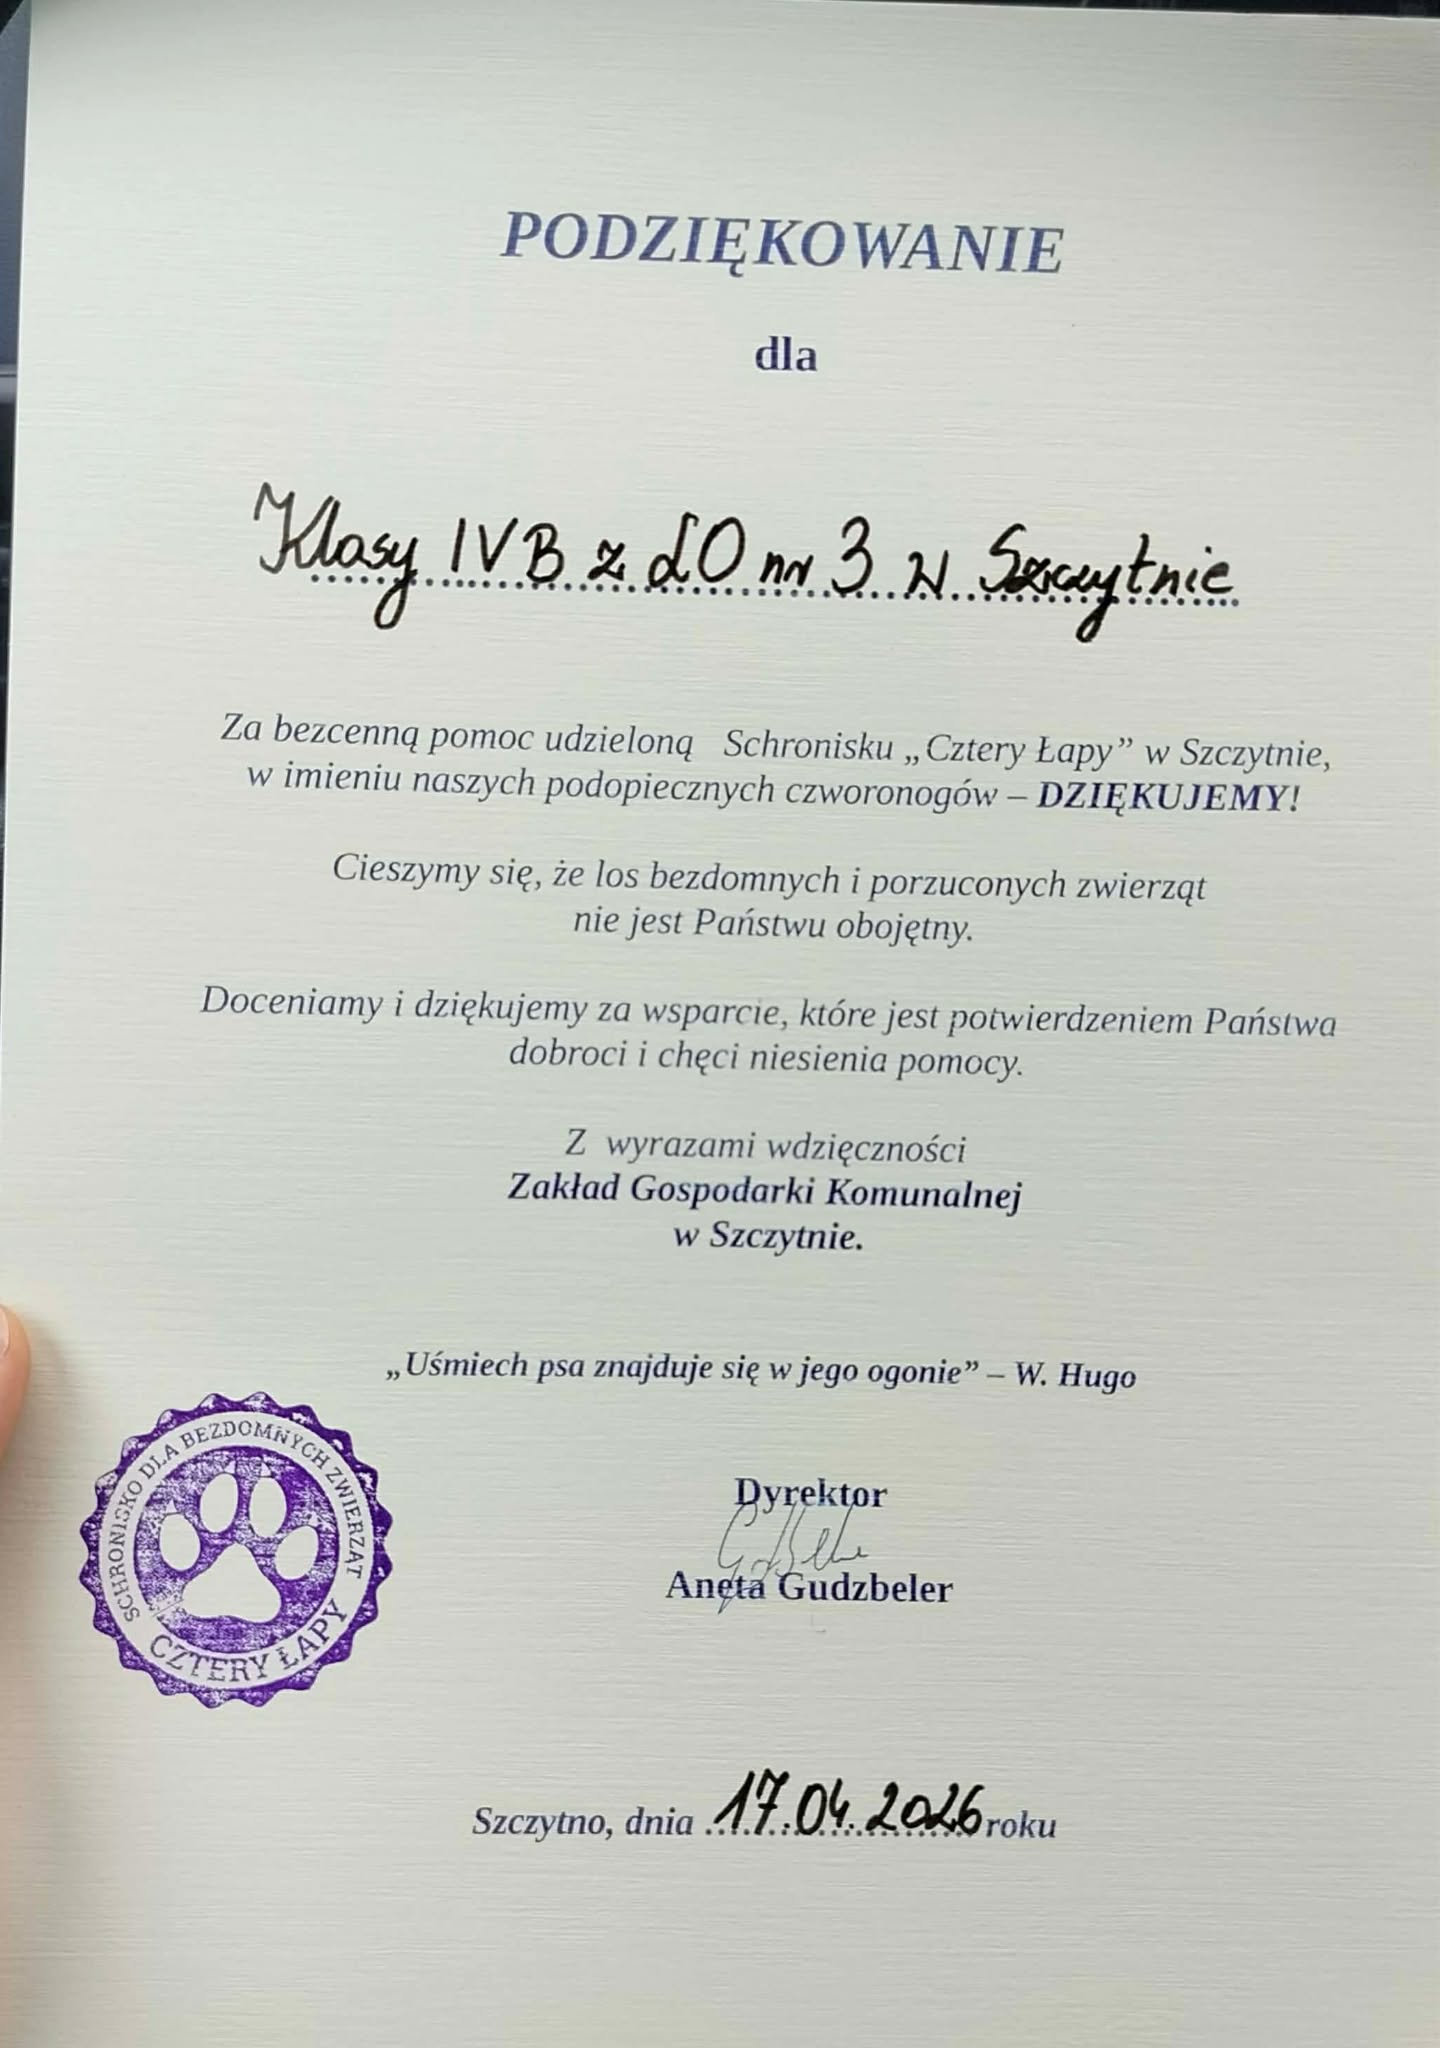 PODZIĘKOWANIE
dla
Klasy IVB z LO nr 3 w Szczytnie
Za bezcenną pomoc udzieloną Schronisku „Cztery Łapy” w Szczytnie,
w imieniu naszych podopiecznych czworonogów – DZIĘKUJEMY!
Cieszymy się, że los bezdomnych i porzuconych zwierząt
nie jest Państwu obojętny.
Doceniamy i dziękujemy za wsparcie, które jest potwierdzeniem Państwa
dobroci i chęci niesienia pomocy.
Z wyrazami wdzięczności
Zakład Gospodarki Komunalnej
w Szczytnie.
„Uśmiech psa znajduje się w jego ogonie” – W. Hugo
SCHRONISKO DLA BEZDOMNYCH ZWIERZĄT
CZTERY ŁAPY
Dyrektor
Aneta Gudzbeler
Szczytno, dnia 17.04.2026 roku